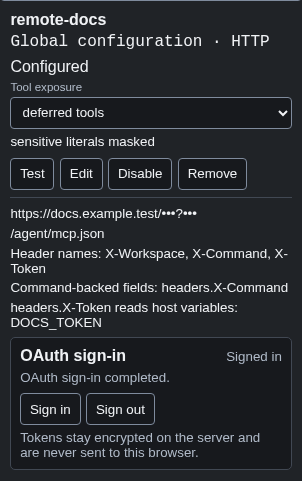 remote-docs
Global configuration · HTTP
Configured
Tool exposure
deferred tools
sensitive literals masked
Test Edit Disable Remove
https://docs.example.test/•••?•••
/agent/mcp.json
Header names: X-Workspace, X-Command, X-
Token
Command-backed fields: headers.X-Command
headers.X-Token reads host variables:
DOCS_TOKEN
OAuth sign-in Signed in
OAuth sign-in completed.
Sign in Sign out
Tokens stay encrypted on the server and
are never sent to this browser.